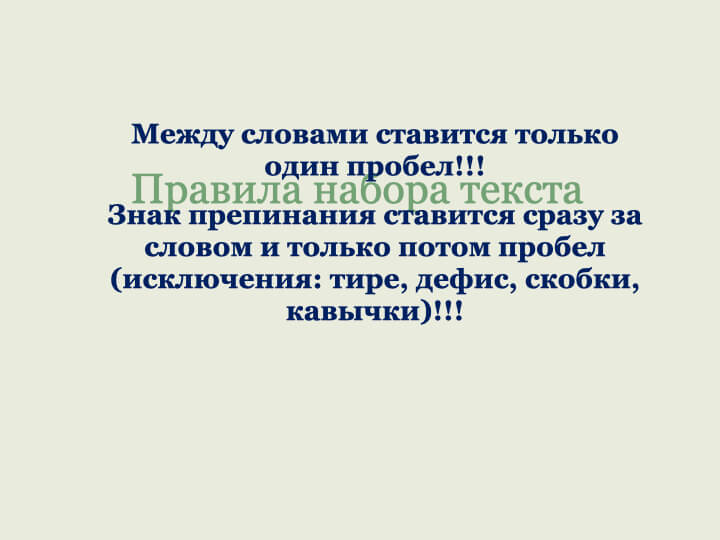 Между словами ставится только
один пробел!!!
Правила набора текста
Знак препинания ставится сразу за
словом и только потом пробел
(исключения: тире, дефис, скобки,
кавычки)!!!